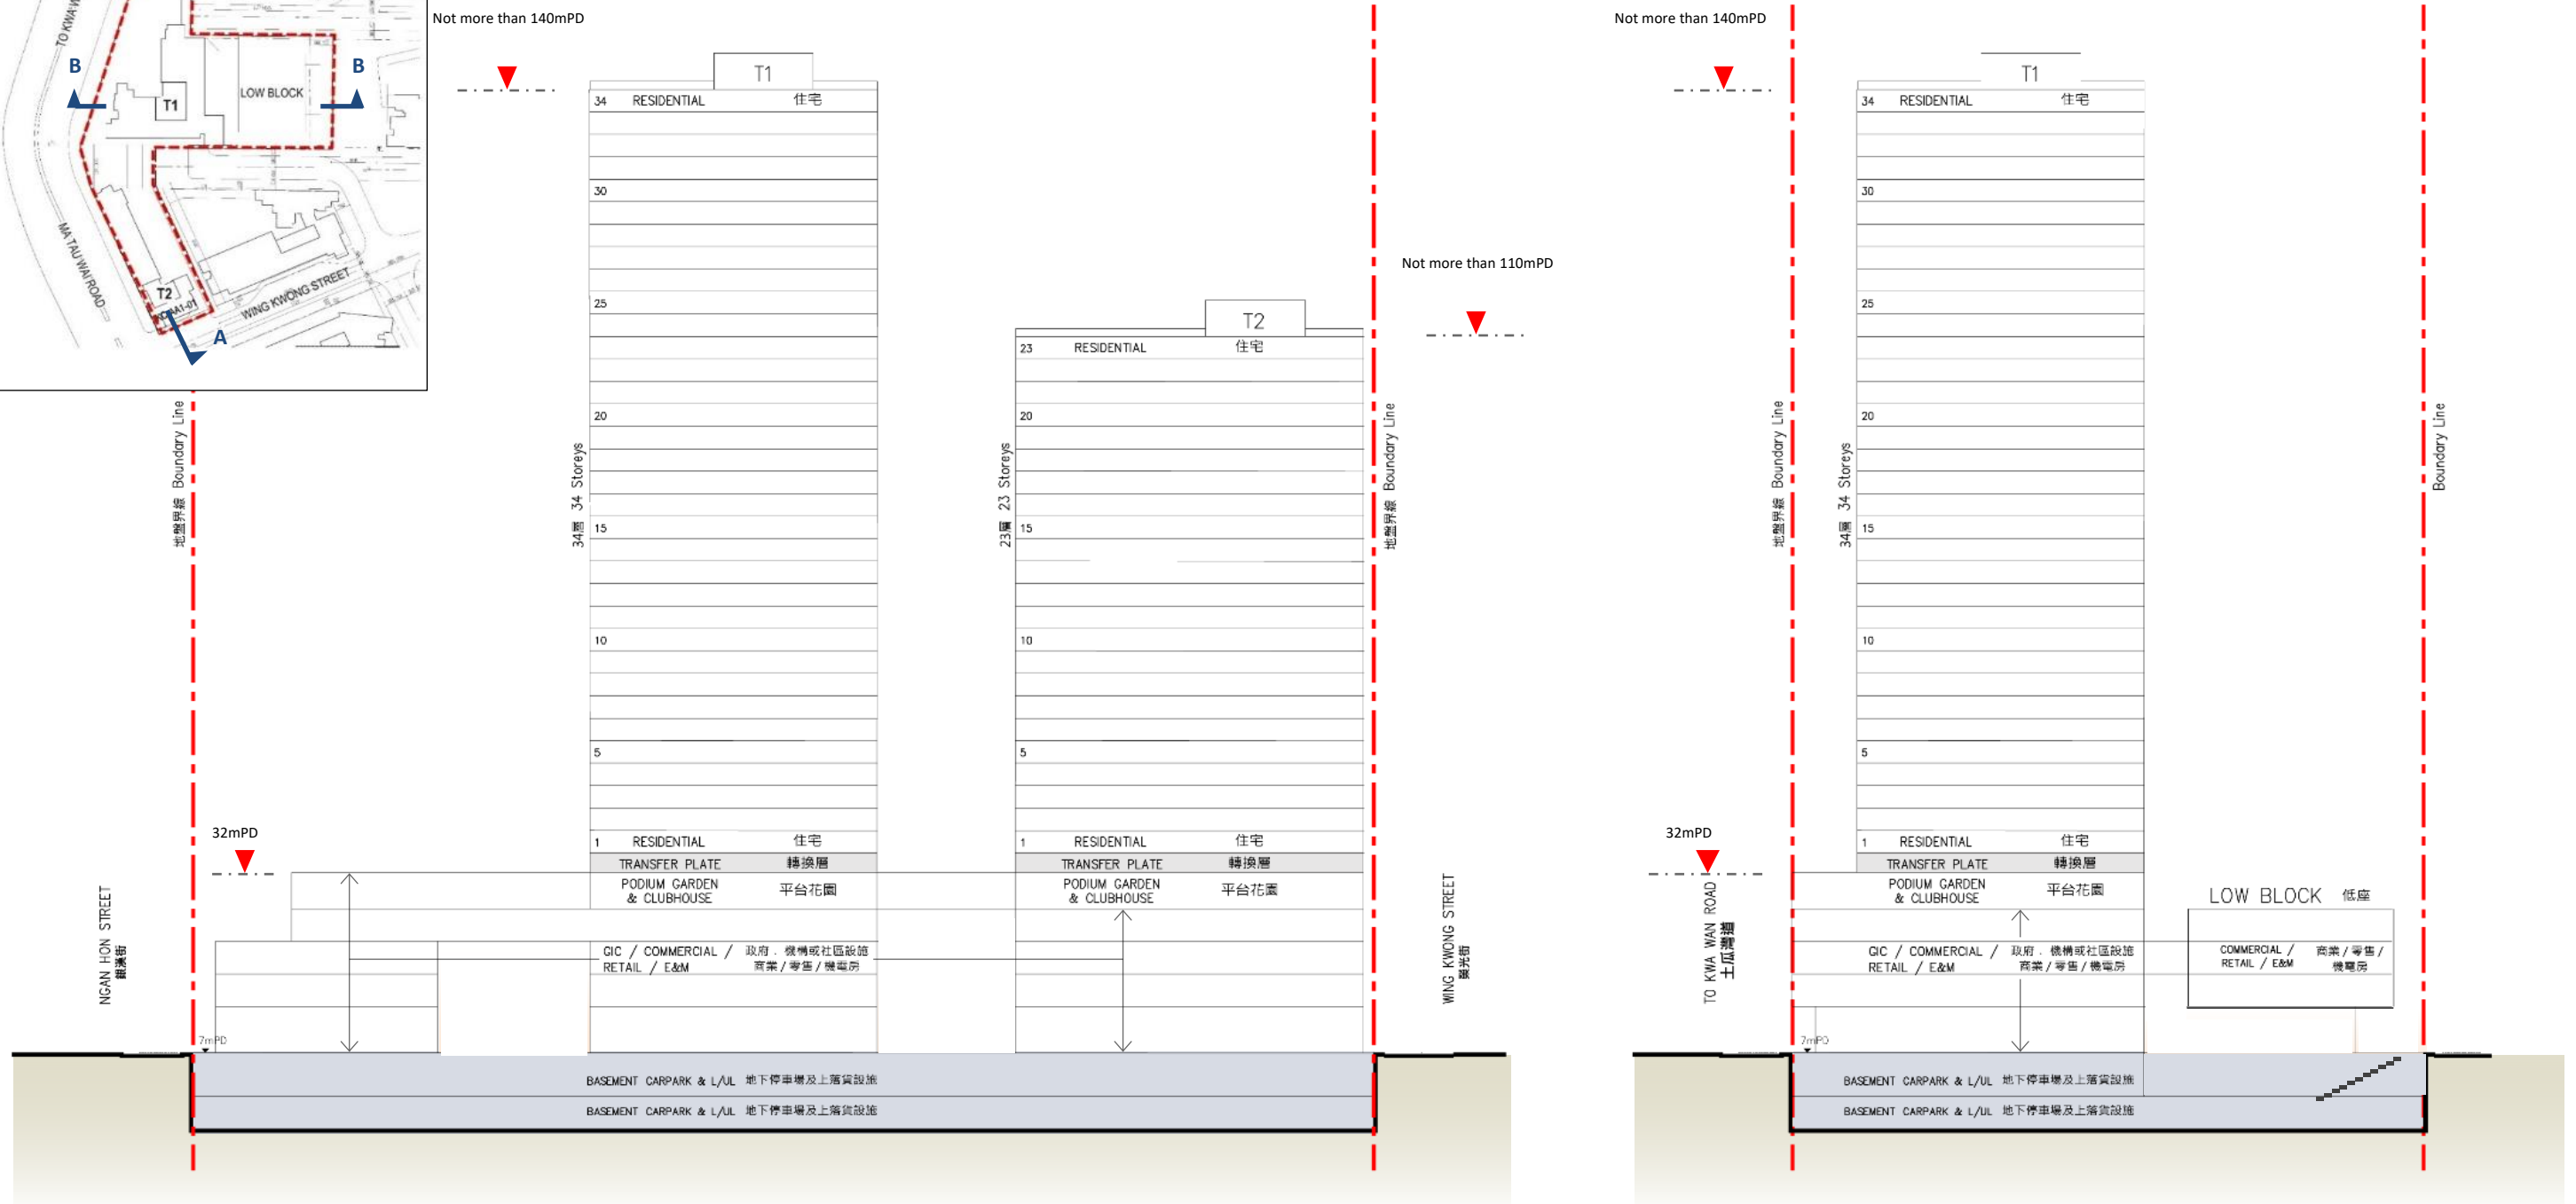 TO KWA W
B
B
T1
LOW BLOCK
MA TAU WAI ROAD
T2
WING KWONG STREET
A
Not more than 140mPD
T1
34 RESIDENTIAL 住宅
30
25
20
15
10
5
1 RESIDENTIAL 住宅
TRANSFER PLATE 轉換層
PODIUM GARDEN
& CLUBHOUSE
平台花園
34層 34 Storeys
Not more than 110mPD
T2
23 RESIDENTIAL 住宅
20
15
10
5
1 RESIDENTIAL 住宅
TRANSFER PLATE 轉換層
PODIUM GARDEN
& CLUBHOUSE
平台花園
23層 23 Storeys
地盤界線 Boundary Line
地盤界線 Boundary Line
32mPD
NGAN HON STREET
銀漢街
GIC / COMMERCIAL /
RETAIL / E&M
政府﹑機構或社區設施
商業/零售/機電房
WING KWONG STREET
榮光街
7mPD
BASEMENT CARPARK & L/UL 地下停車場及上落貨設施
BASEMENT CARPARK & L/UL 地下停車場及上落貨設施
Not more than 140mPD
T1
34 RESIDENTIAL 住宅
30
25
20
15
10
5
1 RESIDENTIAL 住宅
TRANSFER PLATE 轉換層
PODIUM GARDEN
& CLUBHOUSE
平台花園
34層 34 Storeys
地盤界線 Boundary Line
Boundary Line
32mPD
TO KWA WAN ROAD
土瓜灣道
GIC / COMMERCIAL /
RETAIL / E&M
政府﹑機構或社區設施
商業/零售/機電房
LOW BLOCK 低座
COMMERCIAL /
RETAIL / E&M
商業/零售/
機電房
7mPD
BASEMENT CARPARK & L/UL 地下停車場及上落貨設施
BASEMENT CARPARK & L/UL 地下停車場及上落貨設施